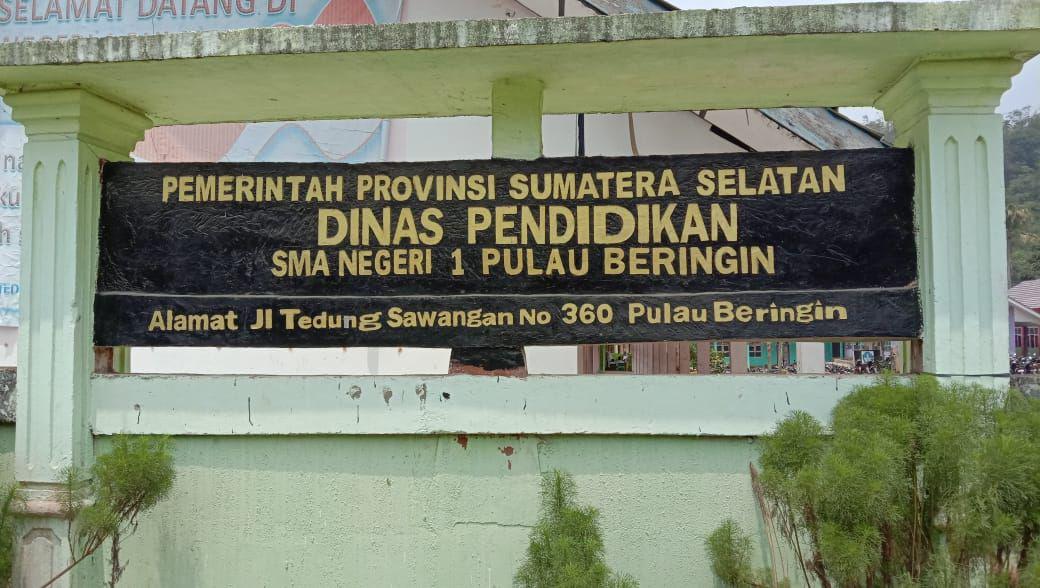 SELAMAT DATANG DI
PEMERINTAH PROVINSI SUMATERA SELATAN
DINAS PENDIDIKAN
SMA NEGERI 1 PULAU BERINGIN
Alamat Jl Tedung Sawangan No 360 Pulau Beringin